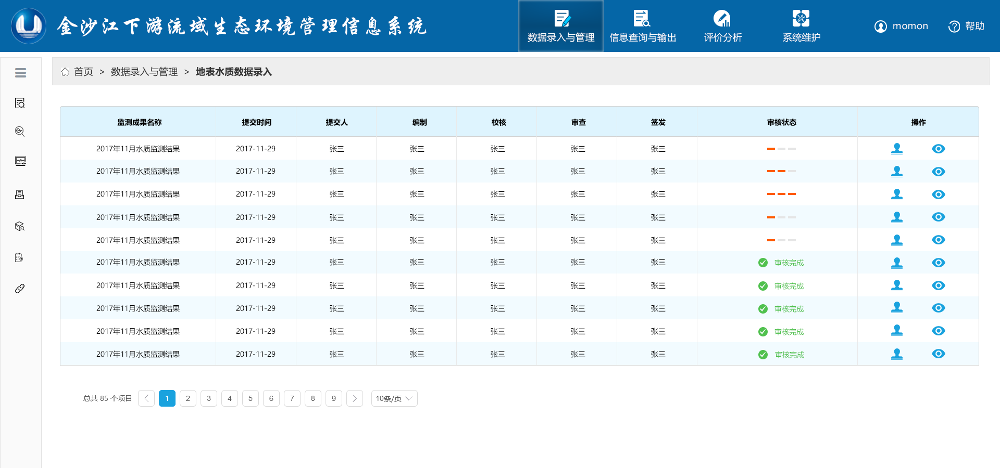 金沙江下游流域生态环境管理信息系统
数据录入与管理 信息查询与输出 评价分析 系统维护 momon 帮助
首页 > 数据录入与管理 > 地表水质数据录入
监测成果名称 提交时间 提交人 编制 校核 审查 签发 审核状态 操作
2017年11月水质监测结果 2017-11-29 张三 张三 张三 张三 张三
2017年11月水质监测结果 2017-11-29 张三 张三 张三 张三 张三
2017年11月水质监测结果 2017-11-29 张三 张三 张三 张三 张三
2017年11月水质监测结果 2017-11-29 张三 张三 张三 张三 张三
2017年11月水质监测结果 2017-11-29 张三 张三 张三 张三 张三
2017年11月水质监测结果 2017-11-29 张三 张三 张三 张三 张三 审核完成
2017年11月水质监测结果 2017-11-29 张三 张三 张三 张三 张三 审核完成
2017年11月水质监测结果 2017-11-29 张三 张三 张三 张三 张三 审核完成
2017年11月水质监测结果 2017-11-29 张三 张三 张三 张三 张三 审核完成
2017年11月水质监测结果 2017-11-29 张三 张三 张三 张三 张三 审核完成
总共 85 个项目 1 2 3 4 5 6 7 8 9 10条/页